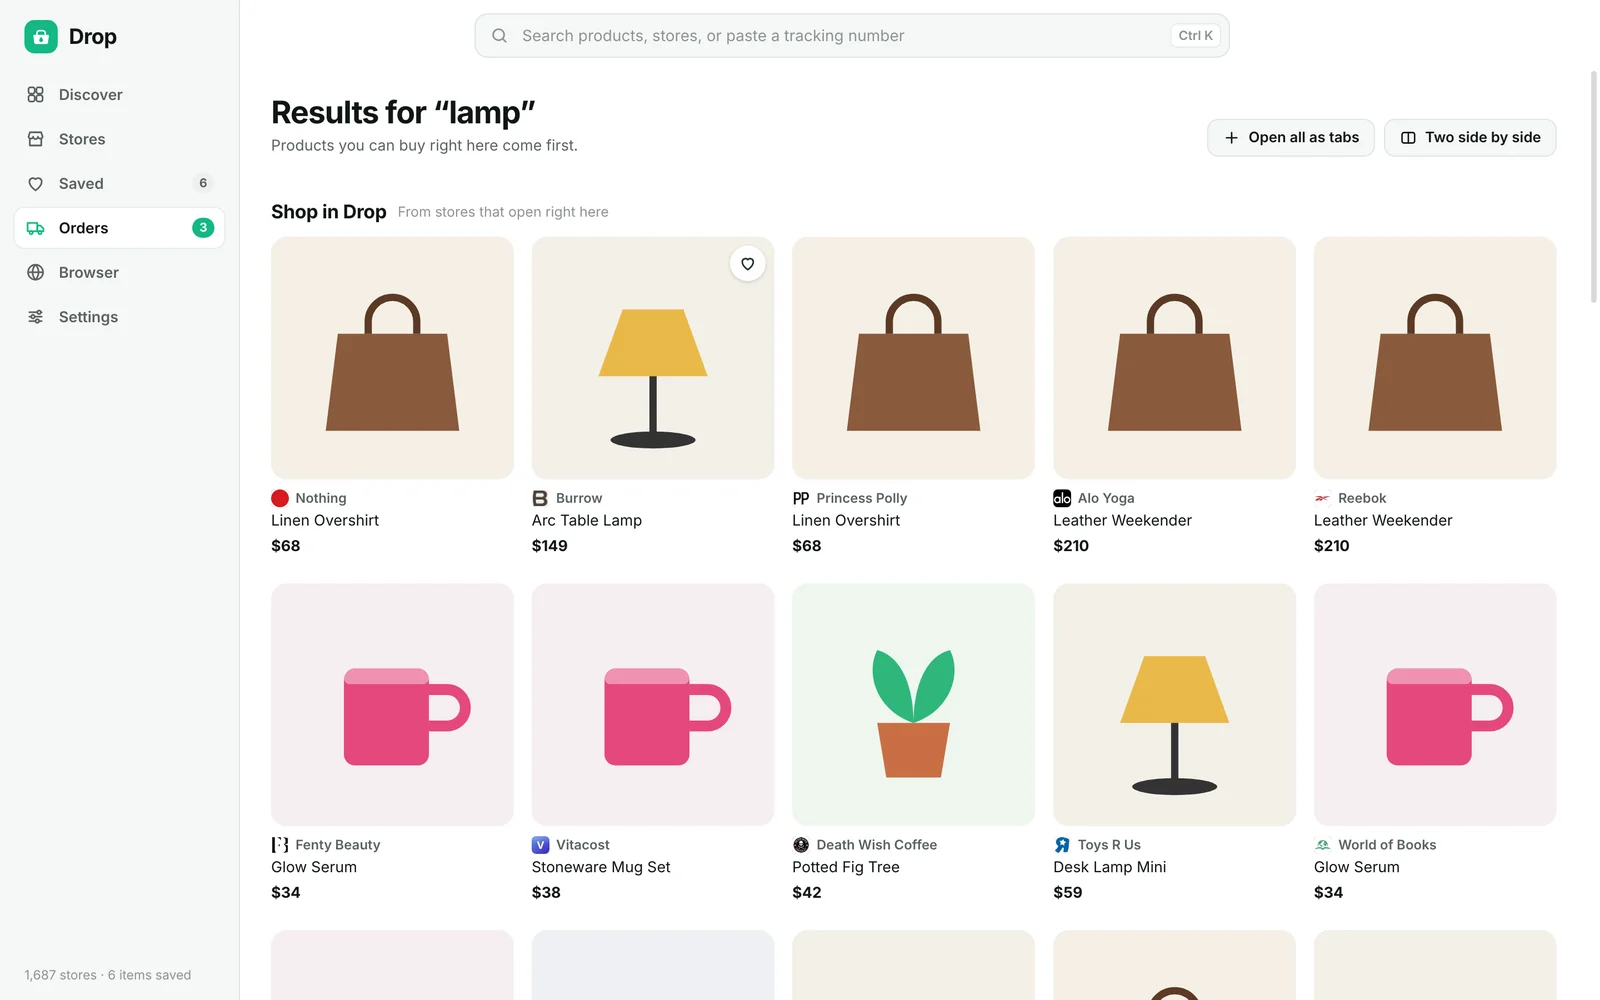 Drop
Search products, stores, or paste a tracking number
Ctrl K
Discover
Stores
Saved 6
Orders 3
Browser
Settings
Results for “lamp”
Products you can buy right here come first.
Open all as tabs
Two side by side
Shop in Drop From stores that open right here
Nothing
Linen Overshirt
$68
Burrow
Arc Table Lamp
$149
PP Princess Polly
Linen Overshirt
$68
alo Alo Yoga
Leather Weekender
$210
Reebok
Leather Weekender
$210
Fenty Beauty
Glow Serum
$34
V Vitacost
Stoneware Mug Set
$38
Death Wish Coffee
Potted Fig Tree
$42
Toys R Us
Desk Lamp Mini
$59
World of Books
Glow Serum
$34
1,687 stores · 6 items saved